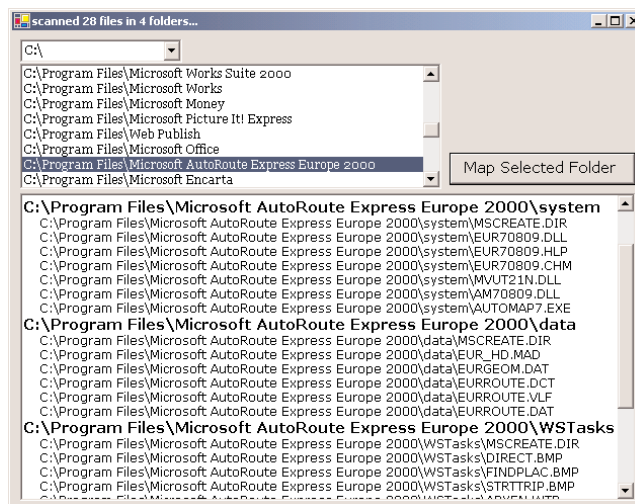 scanned 28 files in 4 folders...
C:\
C:\Program Files\Microsoft Works Suite 2000
C:\Program Files\Microsoft Works
C:\Program Files\Microsoft Money
C:\Program Files\Microsoft Picture It! Express
C:\Program Files\Web Publish
C:\Program Files\Microsoft Office
C:\Program Files\Microsoft AutoRoute Express Europe 2000
C:\Program Files\Microsoft Encarta
Map Selected Folder
C:\Program Files\Microsoft AutoRoute Express Europe 2000\system
C:\Program Files\Microsoft AutoRoute Express Europe 2000\system\MSCREATE.DIR
C:\Program Files\Microsoft AutoRoute Express Europe 2000\system\EUR70809.DLL
C:\Program Files\Microsoft AutoRoute Express Europe 2000\system\EUR70809.HLP
C:\Program Files\Microsoft AutoRoute Express Europe 2000\system\EUR70809.CHM
C:\Program Files\Microsoft AutoRoute Express Europe 2000\system\MVUT21N.DLL
C:\Program Files\Microsoft AutoRoute Express Europe 2000\system\AM70809.DLL
C:\Program Files\Microsoft AutoRoute Express Europe 2000\system\AUTOMAP7.EXE
C:\Program Files\Microsoft AutoRoute Express Europe 2000\data
C:\Program Files\Microsoft AutoRoute Express Europe 2000\data\MSCREATE.DIR
C:\Program Files\Microsoft AutoRoute Express Europe 2000\data\EUR_HD.MAD
C:\Program Files\Microsoft AutoRoute Express Europe 2000\data\EURGEOM.DAT
C:\Program Files\Microsoft AutoRoute Express Europe 2000\data\EURROUTE.DCT
C:\Program Files\Microsoft AutoRoute Express Europe 2000\data\EURROUTE.VLF
C:\Program Files\Microsoft AutoRoute Express Europe 2000\data\EURROUTE.DAT
C:\Program Files\Microsoft AutoRoute Express Europe 2000\WSTasks
C:\Program Files\Microsoft AutoRoute Express Europe 2000\WSTasks\MSCREATE.DIR
C:\Program Files\Microsoft AutoRoute Express Europe 2000\WSTasks\DIRECT.BMP
C:\Program Files\Microsoft AutoRoute Express Europe 2000\WSTasks\FINDPLAC.BMP
C:\Program Files\Microsoft AutoRoute Express Europe 2000\WSTasks\STRTTRIP.BMP